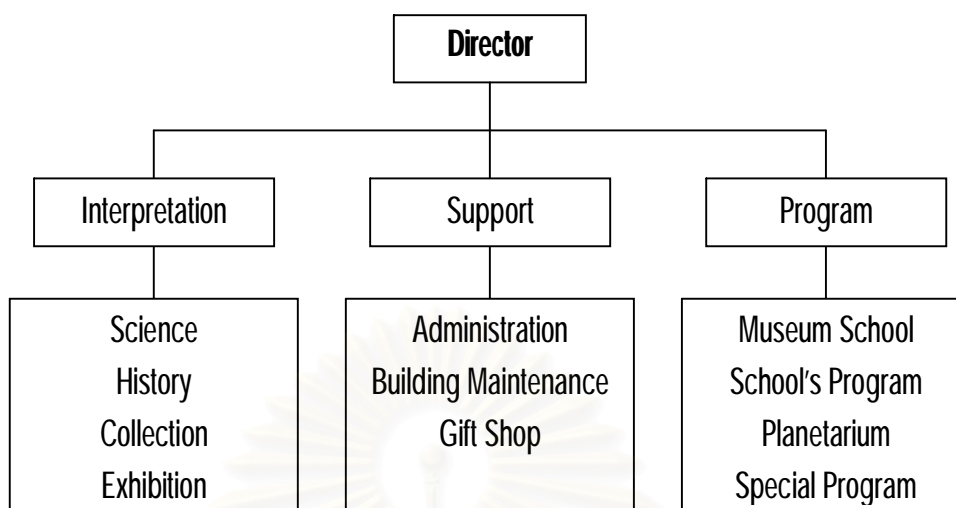 Director
Interpretation
Support
Program
Science
History
Collection
Exhibition
Administration
Building Maintenance
Gift Shop
Museum School
School's Program
Planetarium
Special Program